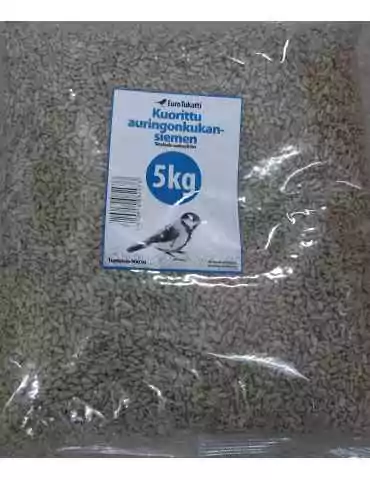 EuroTukatti
Kuorittu
auringonkukan-
siemen
5kg